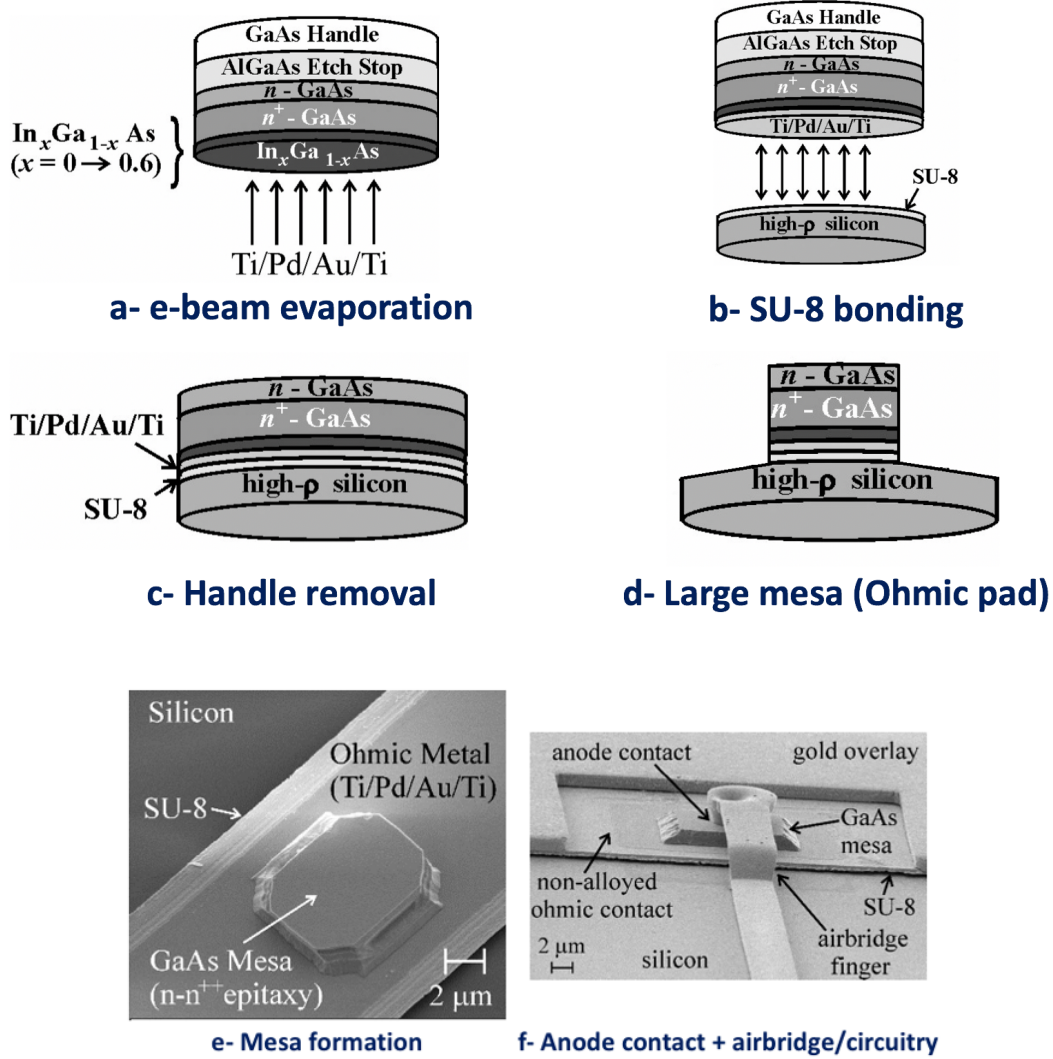 GaAs Handle
AlGaAs Etch Stop
n - GaAs
n⁺- GaAs
InₓGa₁₋ₓAs
(x = 0 → 0.6)
InₓGa ₁₋ₓAs
Ti/Pd/Au/Ti
a- e-beam evaporation
GaAs Handle
AlGaAs Etch Stop
n - GaAs
n⁺- GaAs
Ti/Pd/Au/Ti
SU-8
high-ρ silicon
b- SU-8 bonding
n - GaAs
n⁺- GaAs
Ti/Pd/Au/Ti
SU-8
high-ρ silicon
c- Handle removal
n - GaAs
n⁺- GaAs
high-ρ silicon
d- Large mesa (Ohmic pad)
Silicon
Ohmic Metal
(Ti/Pd/Au/Ti)
SU-8
GaAs Mesa
(n-n⁺⁺epitaxy)
2 μm
e- Mesa formation
anode contact
gold overlay
GaAs
mesa
non-alloyed
ohmic contact
SU-8
airbridge
finger
2 μm
silicon
f- Anode contact + airbridge/circuitry